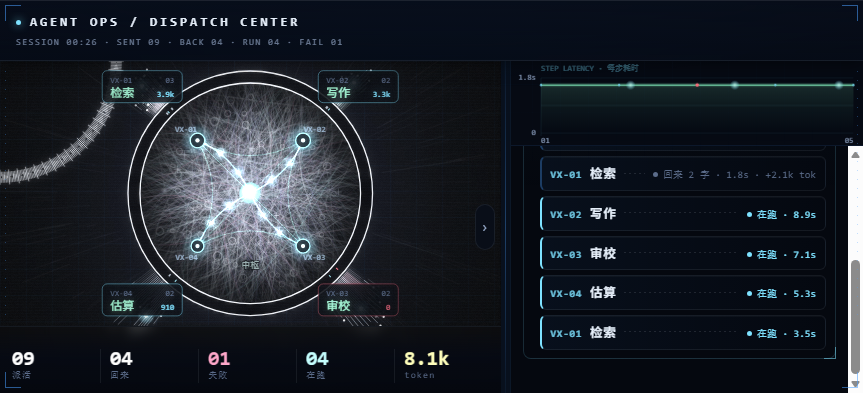 AGENT OPS / DISPATCH CENTER
SESSION 00:26 · SENT 09 · BACK 04 · RUN 04 · FAIL 01
VX-01 03
检索 3.9k
VX-02 02
写作 3.3k
VX-01
VX-02
VX-04
VX-03
中枢
VX-04 02
估算 910
VX-03 02
审校 0
›
09
派活
04
回来
01
失败
04
在跑
8.1k
token
STEP LATENCY · 每步耗时
1.8s
0
01 05
VX-01 检索 回来 2 字 · 1.8s · +2.1k tok
VX-02 写作 在跑 · 8.9s
VX-03 审校 在跑 · 7.1s
VX-04 估算 在跑 · 5.3s
VX-01 检索 在跑 · 3.5s